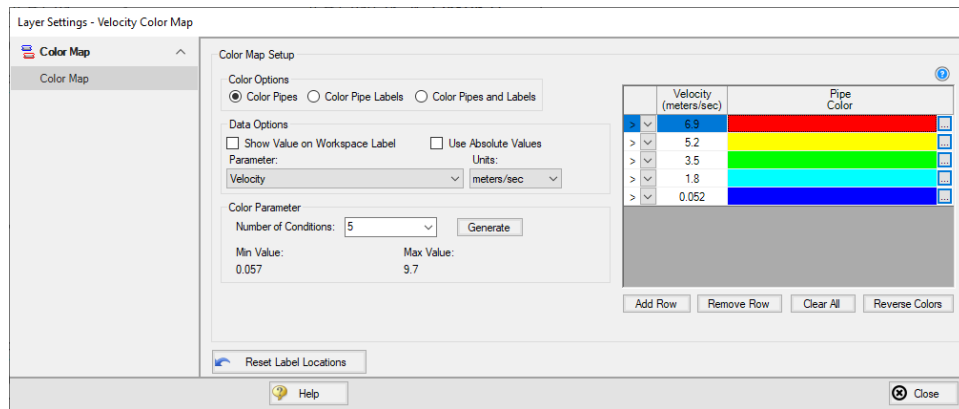 Layer Settings - Velocity Color Map
Color Map
Color Map
Color Map Setup
Color Options
Color Pipes Color Pipe Labels Color Pipes and Labels
Data Options
Show Value on Workspace Label Use Absolute Values
Parameter: Units:
Velocity meters/sec
Color Parameter
Number of Conditions: 5 Generate
Min Value: Max Value:
0.057 9.7
Velocity (meters/sec) Pipe Color
> 6.9 ...
> 5.2 ...
> 3.5 ...
> 1.8 ...
> 0.052 ...
Add Row Remove Row Clear All Reverse Colors
Reset Label Locations
Help Close